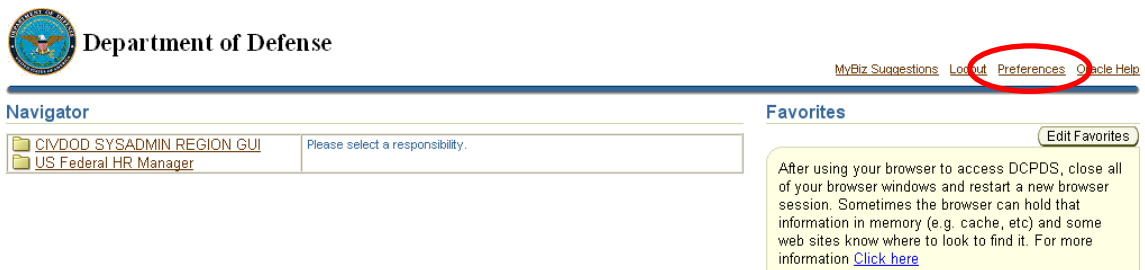 Department of Defense
MyBiz Suggestions Logout Preferences Oracle Help
Navigator
CIVDOD SYSADMIN REGION GUI
US Federal HR Manager
Please select a responsibility.
Favorites
Edit Favorites
After using your browser to access DCPDS, close all
of your browser windows and restart a new browser
session. Sometimes the browser can hold that
information in memory (e.g. cache, etc) and some
web sites know where to look to find it. For more
information Click here